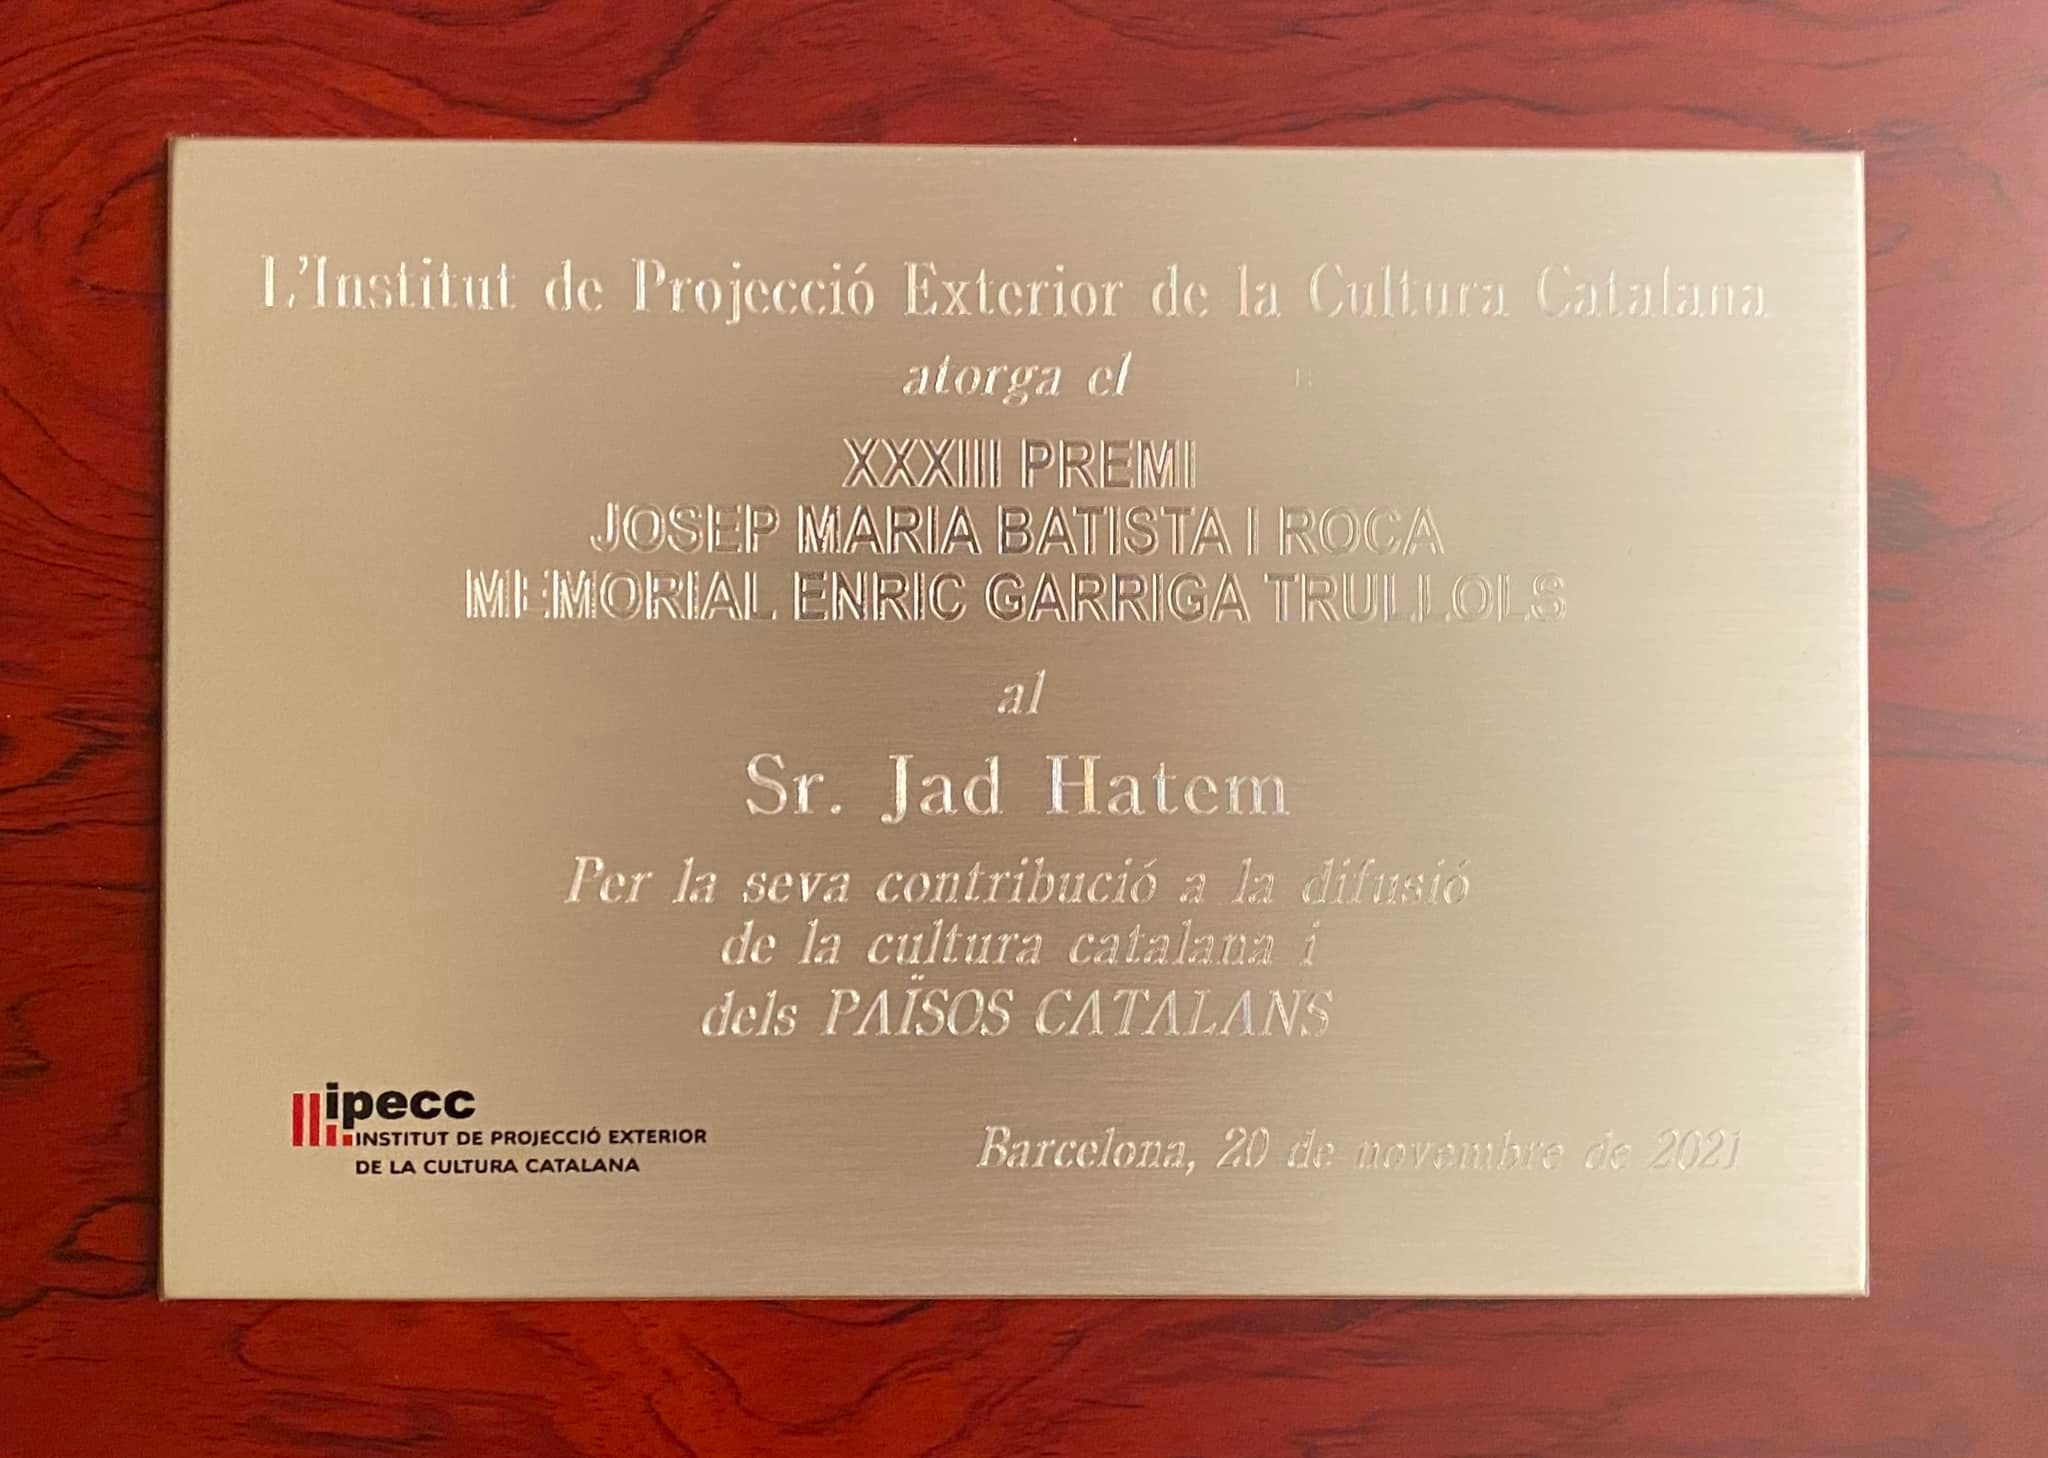 L'Institut de Projecció Exterior de la Cultura Catalana
atorga el
XXXIII PREMI
JOSEP MARIA BATISTA I ROCA
MEMORIAL ENRIC GARRIGA TRULLOLS
al
Sr. Jad Hatem
Per la seva contribució a la difusió
de la cultura catalana i
dels PAÏSOS CATALANS
ipecc
INSTITUT DE PROJECCIÓ EXTERIOR
DE LA CULTURA CATALANA
Barcelona, 20 de novembre de 2021